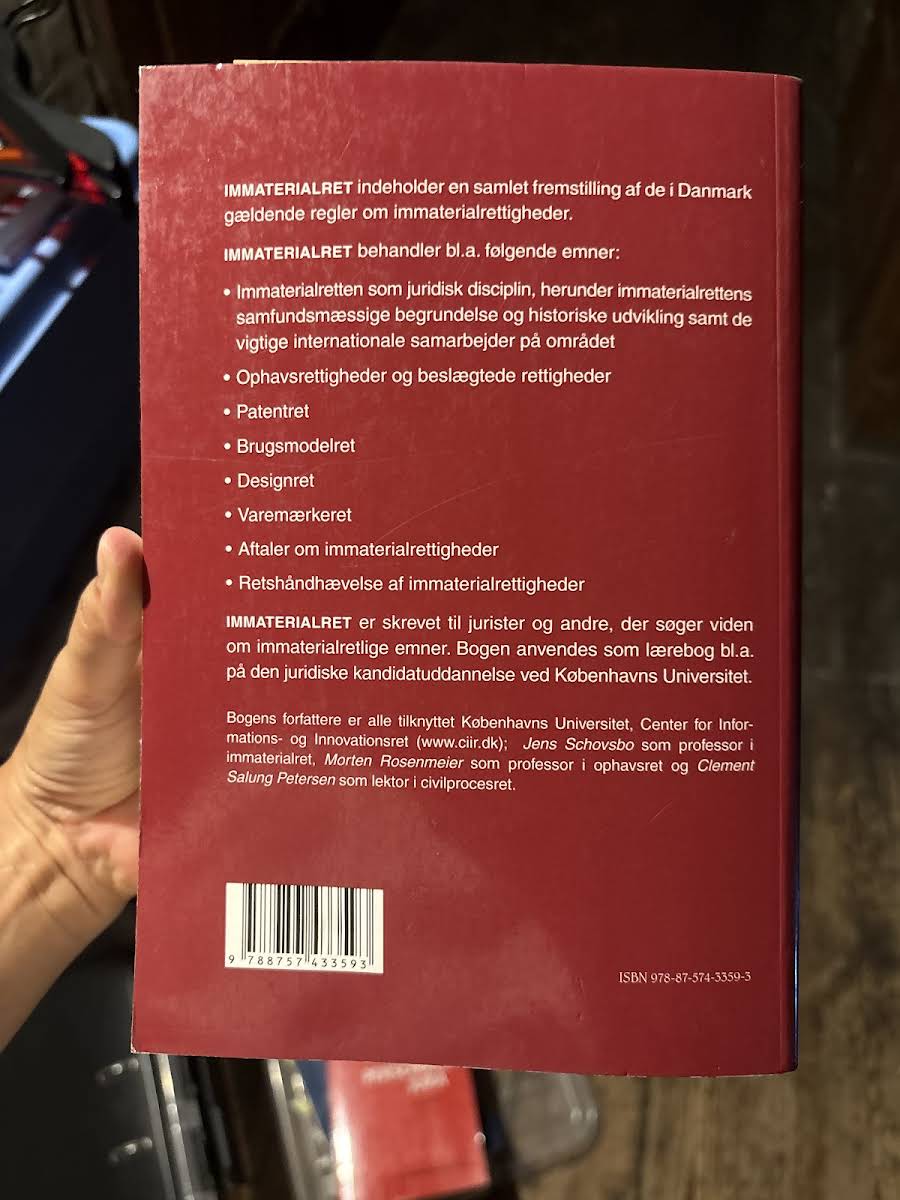 IMMATERIALRET indeholder en samlet fremstilling af de i Danmark
gældende regler om immaterialrettigheder.
IMMATERIALRET behandler bl.a. følgende emner:
• Immaterialretten som juridisk disciplin, herunder immaterialrettens
samfundsmæssige begrundelse og historiske udvikling samt de
vigtige internationale samarbejder på området
• Ophavsrettigheder og beslægtede rettigheder
• Patentret
• Brugsmodelret
• Designret
• Varemærkeret
• Aftaler om immaterialrettigheder
• Retshåndhævelse af immaterialrettigheder
IMMATERIALRET er skrevet til jurister og andre, der søger viden
om immaterialretlige emner. Bogen anvendes som lærebog bl.a.
på den juridiske kandidatuddannelse ved Københavns Universitet.
Bogens forfattere er alle tilknyttet Københavns Universitet, Center for Infor-
mations- og Innovationsret (www.ciir.dk); Jens Schovsbo som professor i
immaterialret, Morten Rosenmeier som professor i ophavsret og Clement
Salung Petersen som lektor i civilprocesret.
9 788757 433593
ISBN 978-87-574-3359-3